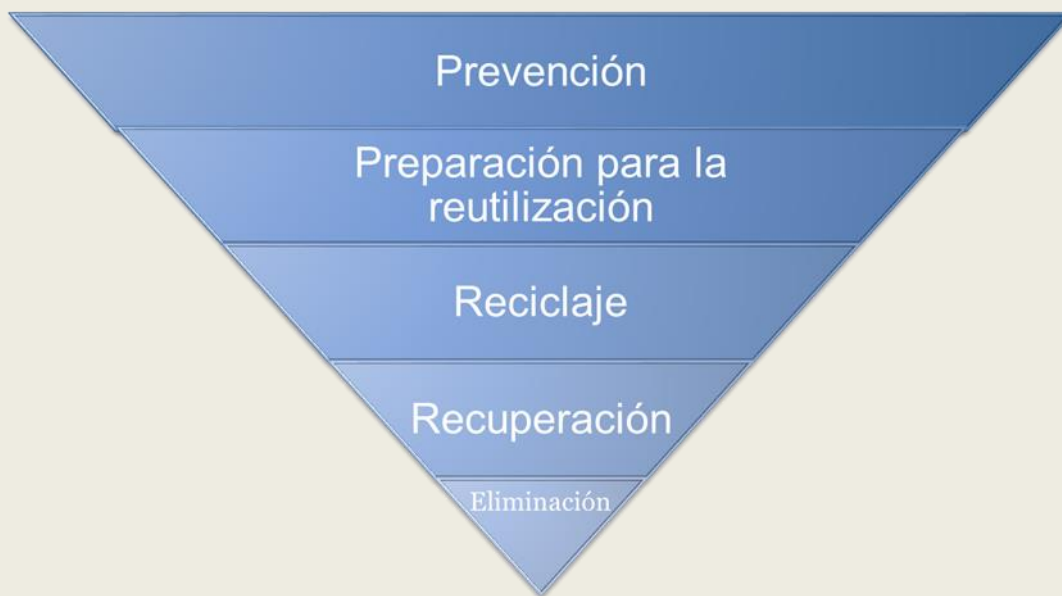 Prevención
Preparación para la
reutilización
Reciclaje
Recuperación
Eliminación